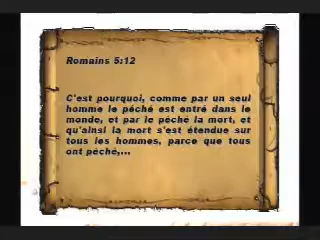 Romains 5:12
C'est pourquoi, comme par un seul
homme le péché est entré dans le
monde, et par le péché la mort, et
qu'ainsi la mort s'est étendue sur
tous les hommes, parce que tous
ont péché,...